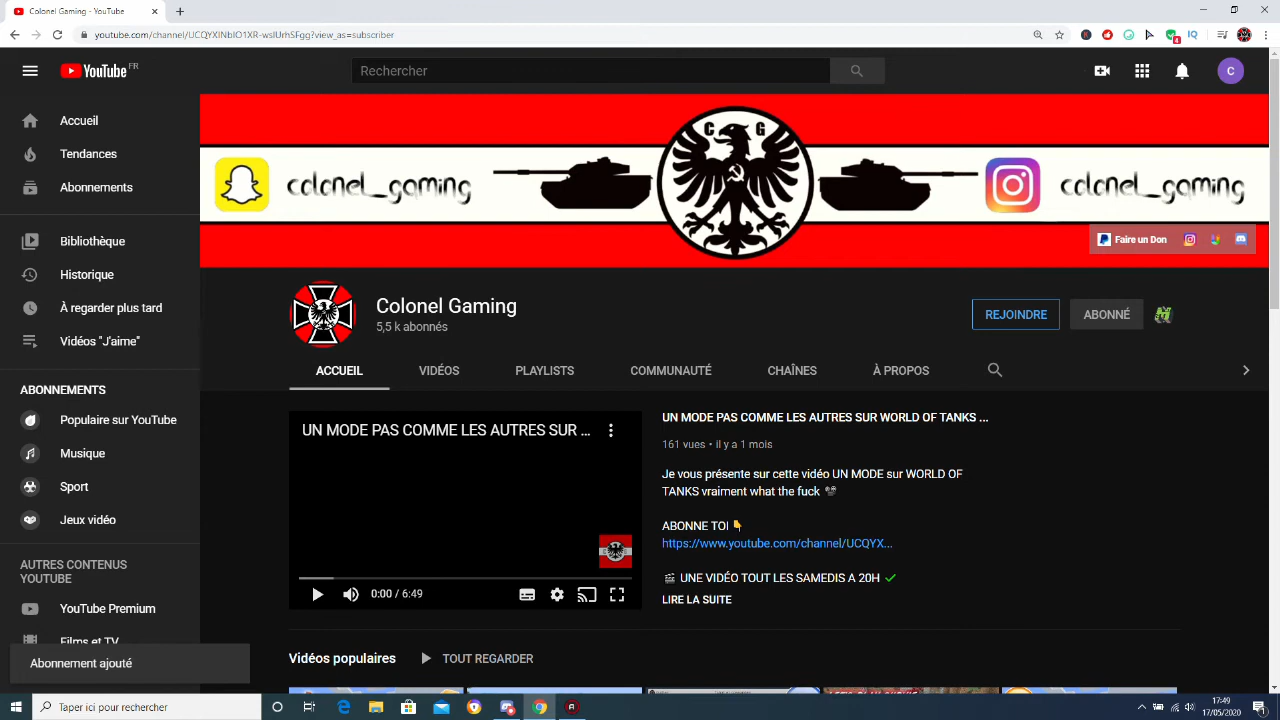 Colonel Gaming - YouTube
youtube.com/channel/UCQYXINbIO1XR-wsIUrhSFgg?view_as=subscriber
YouTube FR
Rechercher
C
Accueil
Tendances
Abonnements
Bibliothèque
Historique
À regarder plus tard
Vidéos "J'aime"
ABONNEMENTS
Populaire sur YouTube
Musique
Sport
Jeux vidéo
AUTRES CONTENUS
YOUTUBE
YouTube Premium
Films et TV
Abonnement ajouté
C G
colonel_gaming
colonel_gaming
Faire un Don
Colonel Gaming
5,5 k abonnés
REJOINDRE
ABONNÉ
ACCUEIL
VIDÉOS
PLAYLISTS
COMMUNAUTÉ
CHAÎNES
À PROPOS
UN MODE PAS COMME LES AUTRES SUR ...
0:00 / 6:49
UN MODE PAS COMME LES AUTRES SUR WORLD OF TANKS ...
161 vues • il y a 1 mois
Je vous présente sur cette vidéo UN MODE sur WORLD OF
TANKS vraiment what the fuck
ABONNE TOI
https://www.youtube.com/channel/UCQYX...
UNE VIDÉO TOUT LES SAMEDIS A 20H
LIRE LA SUITE
Vidéos populaires
TOUT REGARDER
Taper ici pour rechercher
17:49
17/05/2020